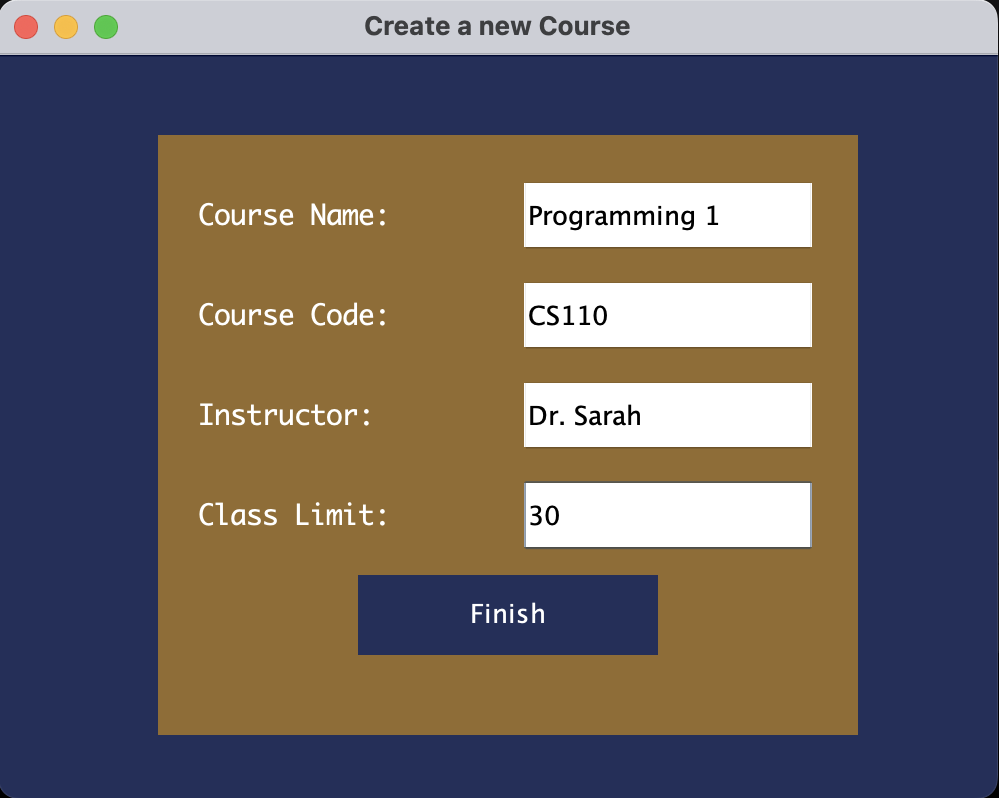 Create a new Course
Course Name: Programming 1
Course Code: CS110
Instructor: Dr. Sarah
Class Limit: 30
Finish